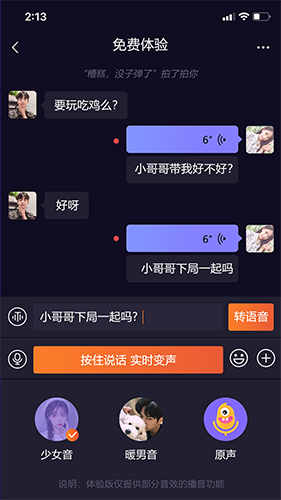 2:13
免费体验
“糟糕，没子弹了”拍了拍你
要玩吃鸡么?
6"
小哥哥带我好不好?
好呀
6"
小哥哥下局一起吗
小哥哥下局一起吗?
转语音
按住说话 实时变声
少女音
暖男音
原声
说明：体验版仅提供部分音效的播音功能